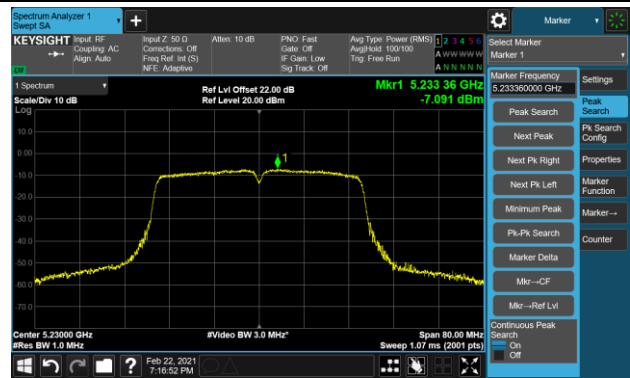 Spectrum Analyzer 1
Swept SA
Marker
KEYSIGHT
Input: RF
Coupling: AC
Align: Auto
Input Z: 50 Ω
Corrections: Off
Freq Ref: Int (S)
NFE: Adaptive
Atten: 10 dB
PNO: Fast
Gate: Off
IF Gain: Low
Sig Track: Off
Avg Type: Power (RMS)
Avg|Hold: 100/100
Trig: Free Run
1 2 3 4 5 6
A W W W W W
A N N N N N
Select Marker
Marker 1
1 Spectrum
Scale/Div 10 dB
Log
Ref Lvl Offset 22.00 dB
Ref Level 20.00 dBm
Mkr1 5.233 36 GHz
-7.091 dBm
10.0
0.00
-10.0
-20.0
-30.0
-40.0
-50.0
-60.0
-70.0
1
Center 5.23000 GHz
#Res BW 1.0 MHz
#Video BW 3.0 MHz*
Span 80.00 MHz
Sweep 1.07 ms (2001 pts)
Marker Frequency
5.233360000 GHz
Peak Search
Next Peak
Next Pk Right
Next Pk Left
Minimum Peak
Pk-Pk Search
Marker Delta
Mkr→CF
Mkr→Ref Lvl
Continuous Peak
Search
On
Off
Settings
Peak
Search
Pk Search
Config
Properties
Marker
Function
Marker→
Counter
Feb 22, 2021
7:16:52 PM